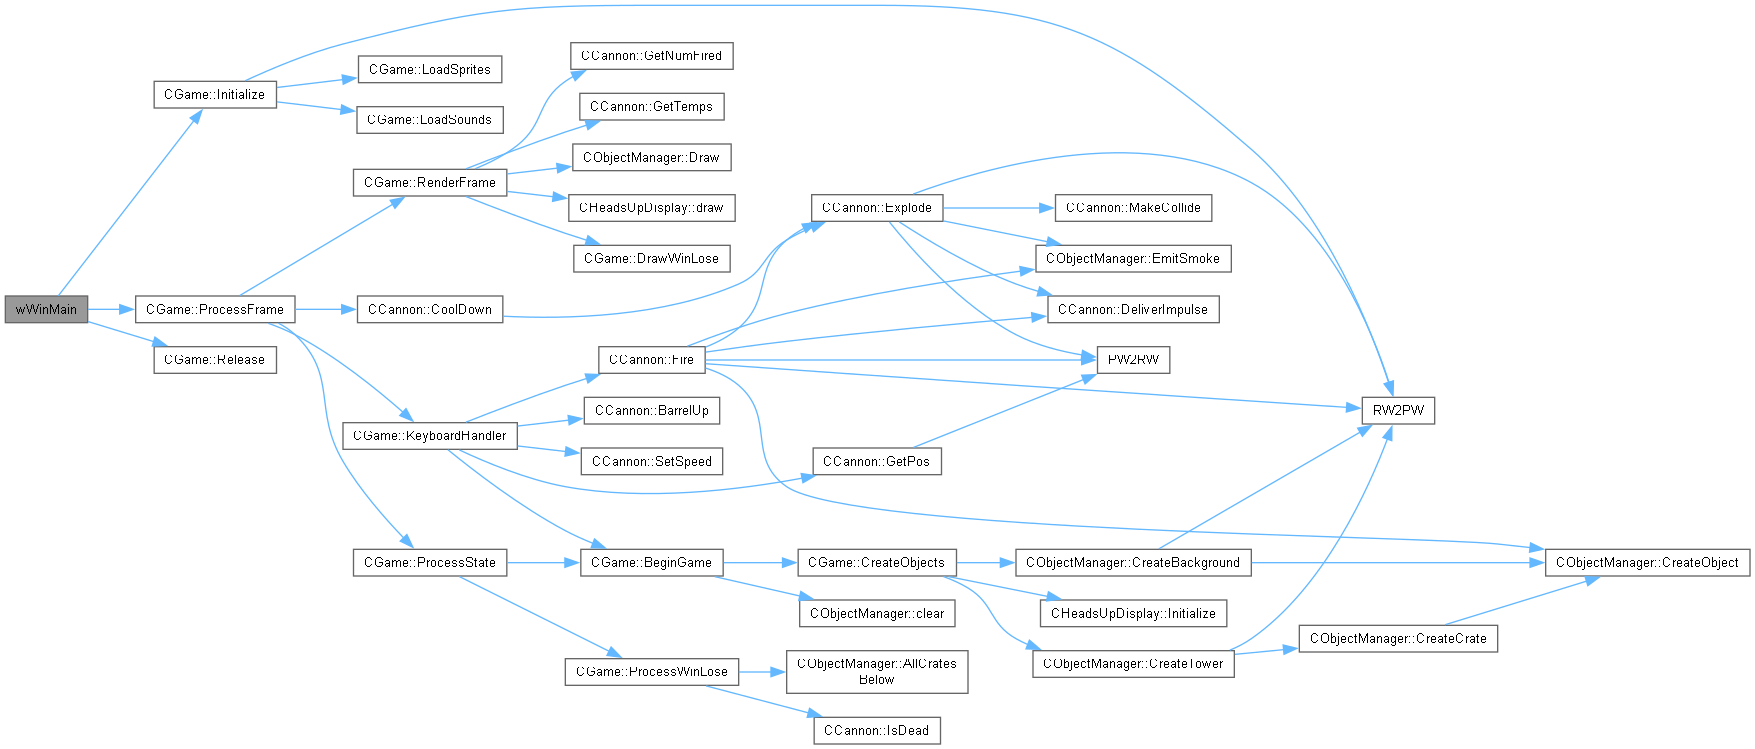 wWinMain
CGame::Initialize
CGame::LoadSprites
CGame::LoadSounds
CGame::ProcessFrame
CGame::Release
CGame::RenderFrame
CCannon::GetNumFired
CCannon::GetTemps
CObjectManager::Draw
CHeadsUpDisplay::draw
CGame::DrawWinLose
CCannon::CoolDown
CGame::KeyboardHandler
CCannon::Fire
CCannon::BarrelUp
CCannon::SetSpeed
CCannon::Explode
CCannon::MakeCollide
CObjectManager::EmitSmoke
CCannon::DeliverImpulse
PW2RW
RW2PW
CCannon::GetPos
CGame::ProcessState
CGame::BeginGame
CGame::CreateObjects
CObjectManager::clear
CObjectManager::CreateBackground
CHeadsUpDisplay::Initialize
CObjectManager::CreateTower
CObjectManager::CreateCrate
CObjectManager::CreateObject
CGame::ProcessWinLose
CObjectManager::AllCrates
Below
CCannon::IsDead